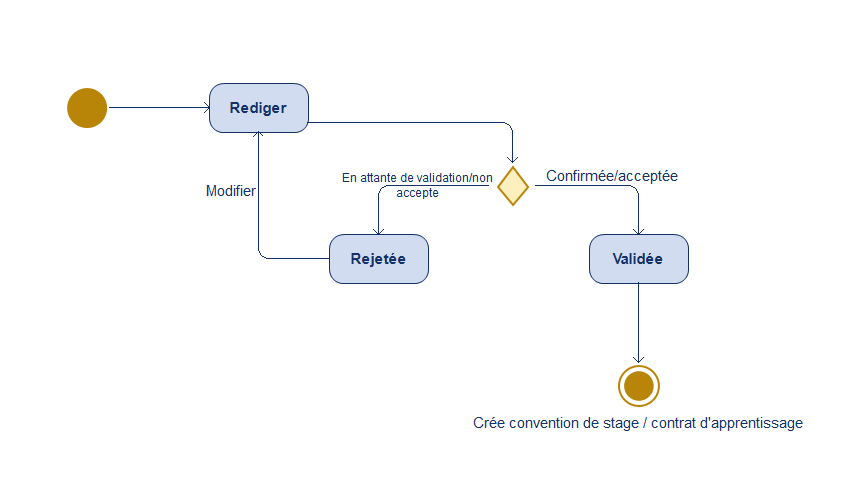 Rediger
Confirmée/acceptée
En attante de validation/non
accepte
Modifier
Rejetée
Validée
Crée convention de stage / contrat d'apprentissage